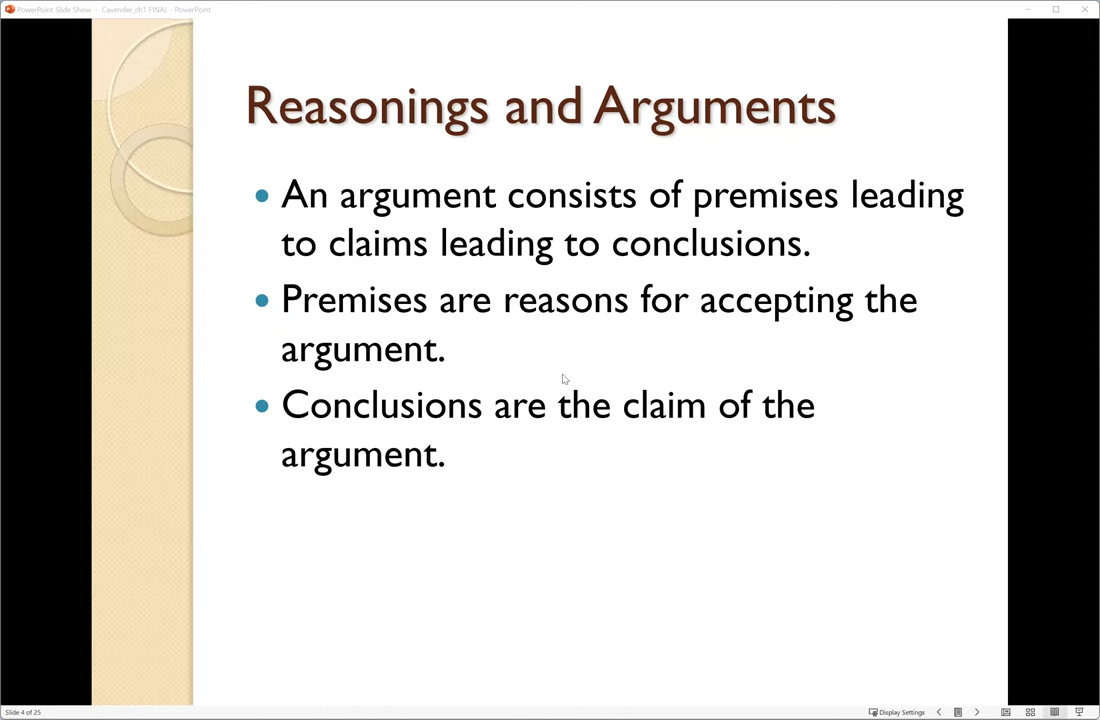 PowerPoint Slide Show - Cavender_ch1 FINAL - PowerPoint
Reasonings and Arguments
• An argument consists of premises leading
to claims leading to conclusions.
• Premises are reasons for accepting the
argument.
• Conclusions are the claim of the
argument.
Slide 4 of 25
Display Settings